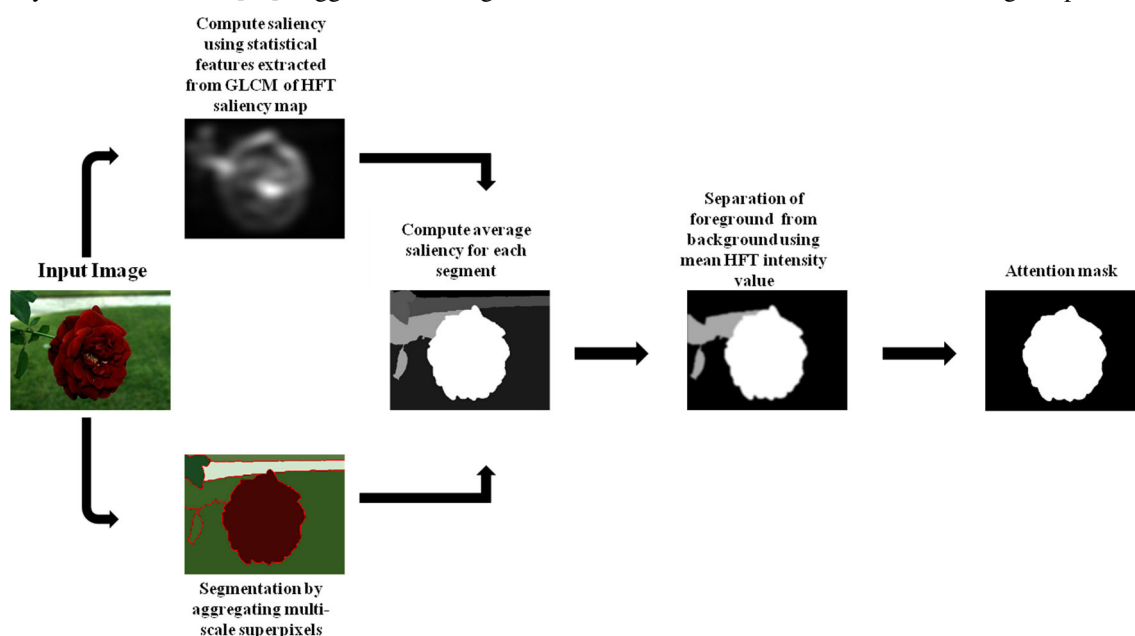 Compute saliency
using statistical
features extracted
from GLCM of HFT
saliency map
Input Image
Compute average
saliency for each
segment
Separation of
foreground from
background using
mean HFT intensity
value
Attention mask
Segmentation by
aggregating multi-
scale superpixels